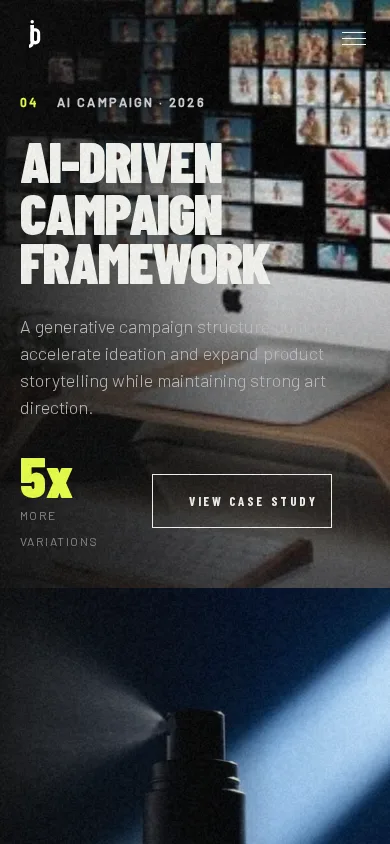 04 AI CAMPAIGN · 2026
AI-DRIVEN
CAMPAIGN
FRAMEWORK
A generative campaign structure
accelerate ideation and expand product
storytelling while maintaining strong art
direction.
5x
MORE
VARIATIONS
VIEW CASE STUDY